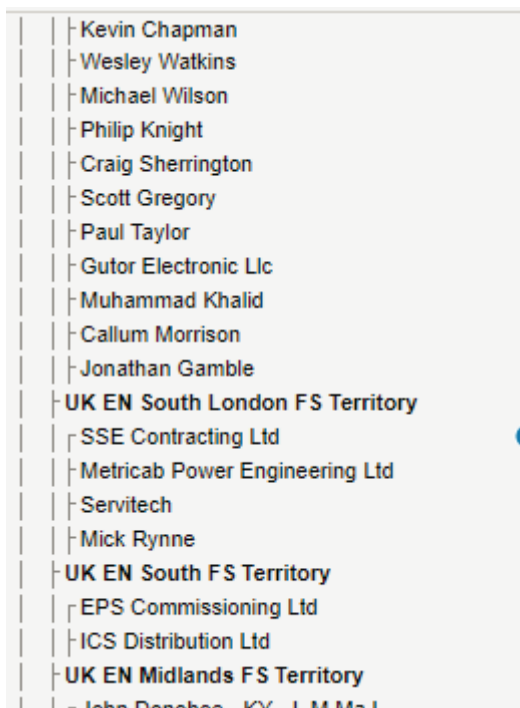 Kevin Chapman
Wesley Watkins
Michael Wilson
Philip Knight
Craig Sherrington
Scott Gregory
Paul Taylor
Gutor Electronic Llc
Muhammad Khalid
Callum Morrison
Jonathan Gamble
UK EN South London FS Territory
SSE Contracting Ltd
Metricab Power Engineering Ltd
Servitech
Mick Rynne
UK EN South FS Territory
EPS Commissioning Ltd
ICS Distribution Ltd
UK EN Midlands FS Territory
John